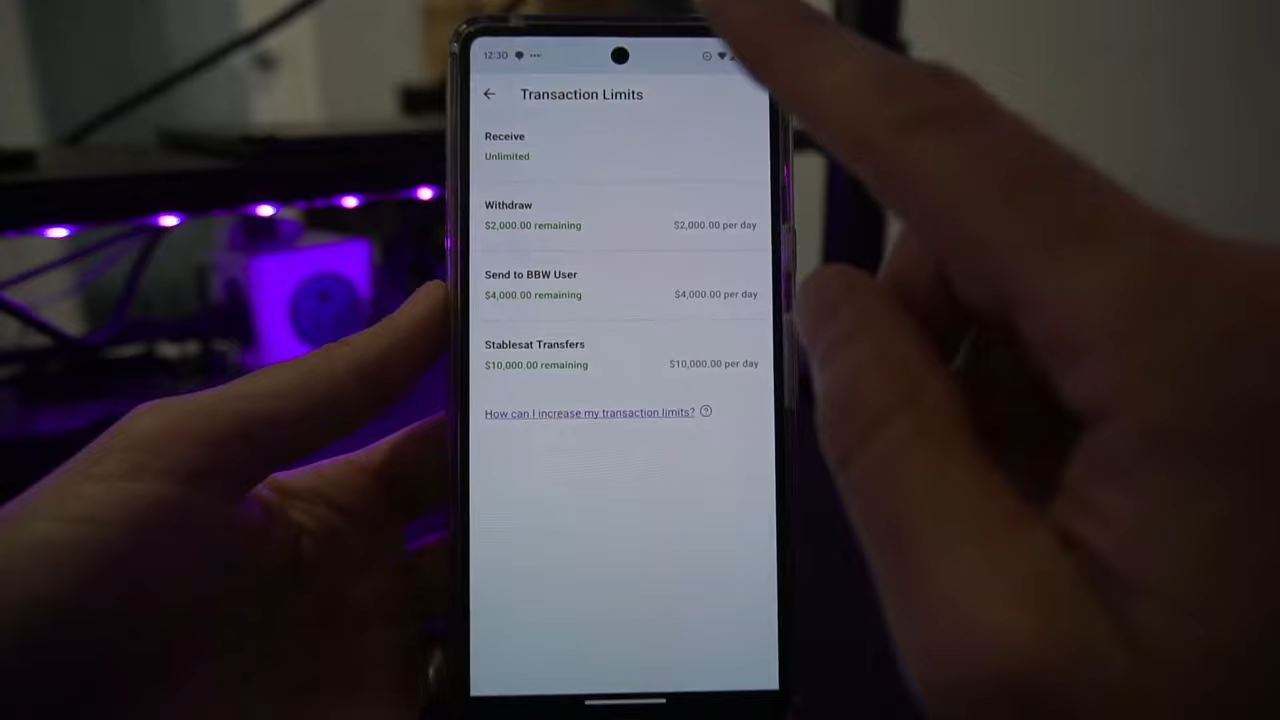 12:30
Transaction Limits
Receive
Unlimited
Withdraw
$2,000.00 remaining $2,000.00 per day
Send to BBW User
$4,000.00 remaining $4,000.00 per day
Stablesat Transfers
$10,000.00 remaining $10,000.00 per day
How can I increase my transaction limits? ?